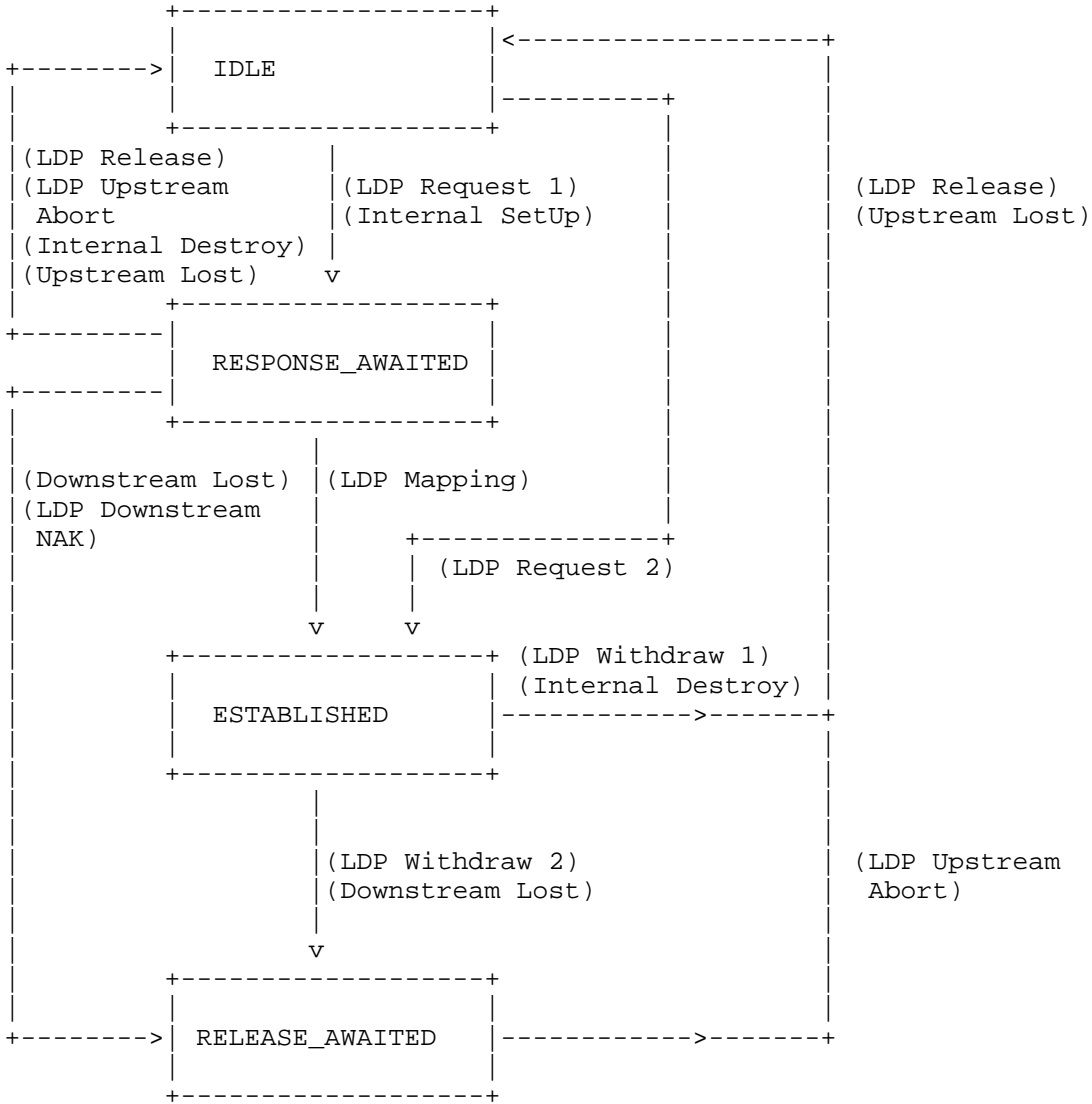 IDLE
(LDP Release)
(LDP Upstream
Abort
(Internal Destroy)
(Upstream Lost)
(LDP Request 1)
(Internal SetUp)
(LDP Release)
(Upstream Lost)
RESPONSE_AWAITED
(Downstream Lost)
(LDP Downstream
NAK)
(LDP Mapping)
(LDP Request 2)
(LDP Withdraw 1)
(Internal Destroy)
ESTABLISHED
(LDP Withdraw 2)
(Downstream Lost)
(LDP Upstream
Abort)
RELEASE_AWAITED